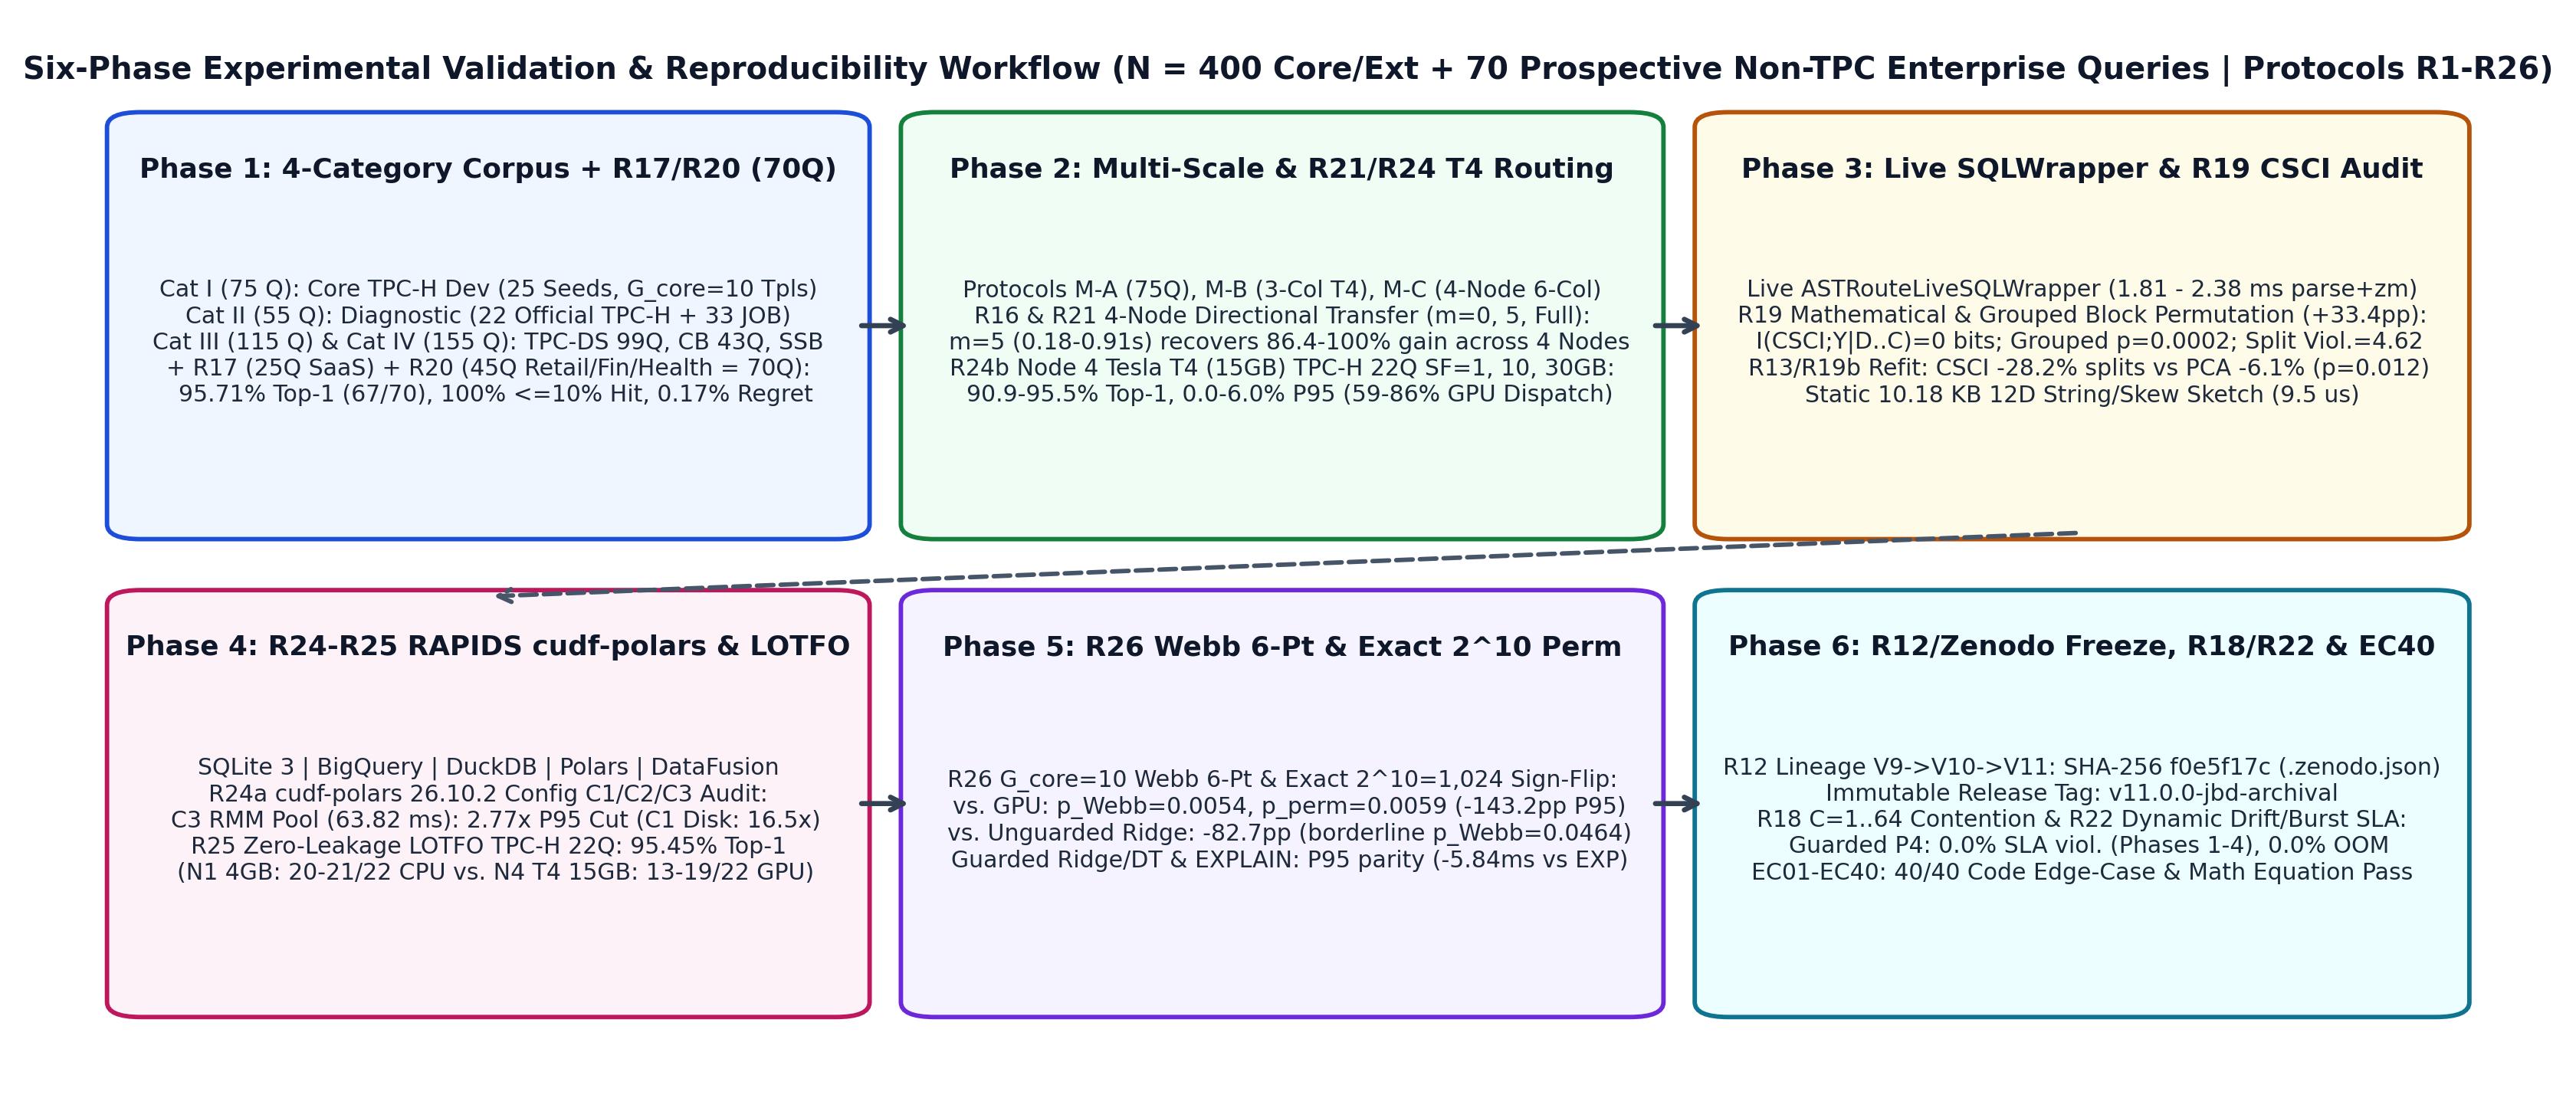 Six-Phase Experimental Validation & Reproducibility Workflow (N = 400 Core/Ext + 70 Prospective Non-TPC Enterprise Queries | Protocols R1-R26)
Phase 1: 4-Category Corpus + R17/R20 (70Q)
Cat I (75 Q): Core TPC-H Dev (25 Seeds, G_core=10 Tpls)
Cat II (55 Q): Diagnostic (22 Official TPC-H + 33 JOB)
Cat III (115 Q) & Cat IV (155 Q): TPC-DS 99Q, CB 43Q, SSB
+ R17 (25Q SaaS) + R20 (45Q Retail/Fin/Health = 70Q):
95.71% Top-1 (67/70), 100% <=10% Hit, 0.17% Regret
Phase 2: Multi-Scale & R21/R24 T4 Routing
Protocols M-A (75Q), M-B (3-Col T4), M-C (4-Node 6-Col)
R16 & R21 4-Node Directional Transfer (m=0, 5, Full):
m=5 (0.18-0.91s) recovers 86.4-100% gain across 4 Nodes
R24b Node 4 Tesla T4 (15GB) TPC-H 22Q SF=1, 10, 30GB:
90.9-95.5% Top-1, 0.0-6.0% P95 (59-86% GPU Dispatch)
Phase 3: Live SQLWrapper & R19 CSCI Audit
Live ASTRouteLiveSQLWrapper (1.81 - 2.38 ms parse+zm)
R19 Mathematical & Grouped Block Permutation (+33.4pp):
I(CSCI;Y|D..C)=0 bits; Grouped p=0.0002; Split Viol.=4.62
R13/R19b Refit: CSCI -28.2% splits vs PCA -6.1% (p=0.012)
Static 10.18 KB 12D String/Skew Sketch (9.5 us)
Phase 4: R24-R25 RAPIDS cudf-polars & LOTFO
SQLite 3 | BigQuery | DuckDB | Polars | DataFusion
R24a cudf-polars 26.10.2 Config C1/C2/C3 Audit:
C3 RMM Pool (63.82 ms): 2.77x P95 Cut (C1 Disk: 16.5x)
R25 Zero-Leakage LOTFO TPC-H 22Q: 95.45% Top-1
(N1 4GB: 20-21/22 CPU vs. N4 T4 15GB: 13-19/22 GPU)
Phase 5: R26 Webb 6-Pt & Exact 2^10 Perm
R26 G_core=10 Webb 6-Pt & Exact 2^10=1,024 Sign-Flip:
vs. GPU: p_Webb=0.0054, p_perm=0.0059 (-143.2pp P95)
vs. Unguarded Ridge: -82.7pp (borderline p_Webb=0.0464)
Guarded Ridge/DT & EXPLAIN: P95 parity (-5.84ms vs EXP)
Phase 6: R12/Zenodo Freeze, R18/R22 & EC40
R12 Lineage V9->V10->V11: SHA-256 f0e5f17c (.zenodo.json)
Immutable Release Tag: v11.0.0-jbd-archival
R18 C=1..64 Contention & R22 Dynamic Drift/Burst SLA:
Guarded P4: 0.0% SLA viol. (Phases 1-4), 0.0% OOM
EC01-EC40: 40/40 Code Edge-Case & Math Equation Pass